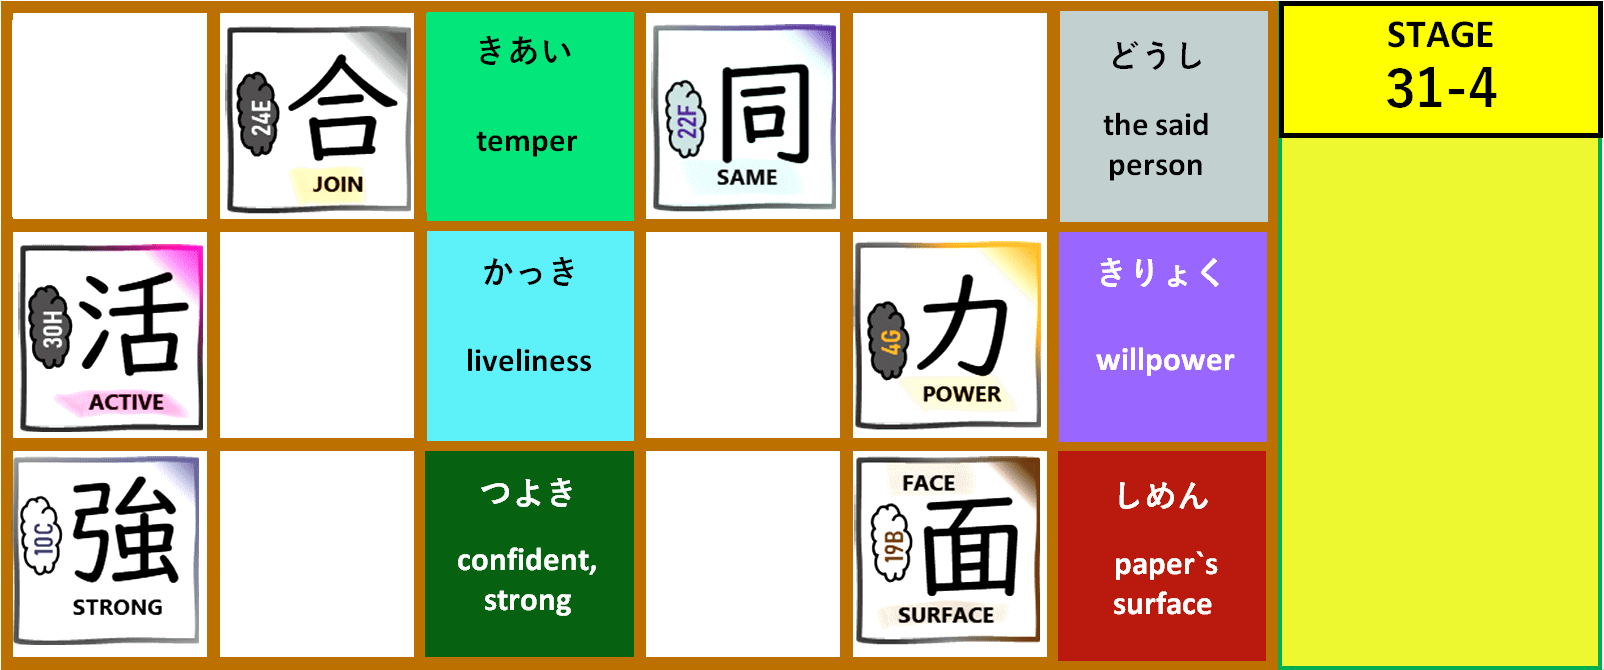 24E
合
JOIN
きあい
temper
22F
同
SAME
どうし
the said
person
STAGE
31-4
30H
活
ACTIVE
かっき
liveliness
4G
力
POWER
きりょく
willpower
10C
強
STRONG
つよき
confident,
strong
FACE
19B
面
SURFACE
しめん
paper`s
surface